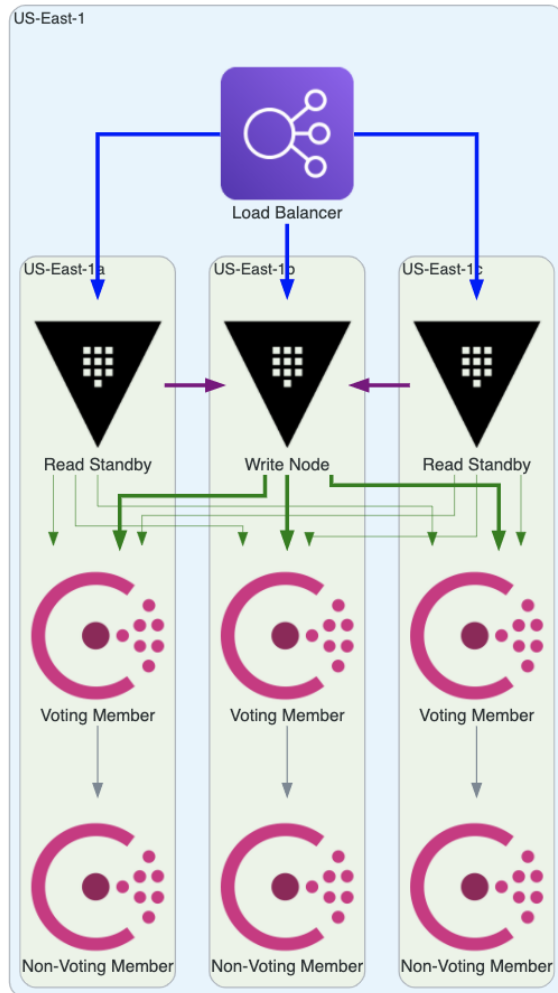 US-East-1
Load Balancer
US-East-1a
US-East-1b
US-East-1c
Read Standby
Write Node
Read Standby
Voting Member
Voting Member
Voting Member
Non-Voting Member
Non-Voting Member
Non-Voting Member